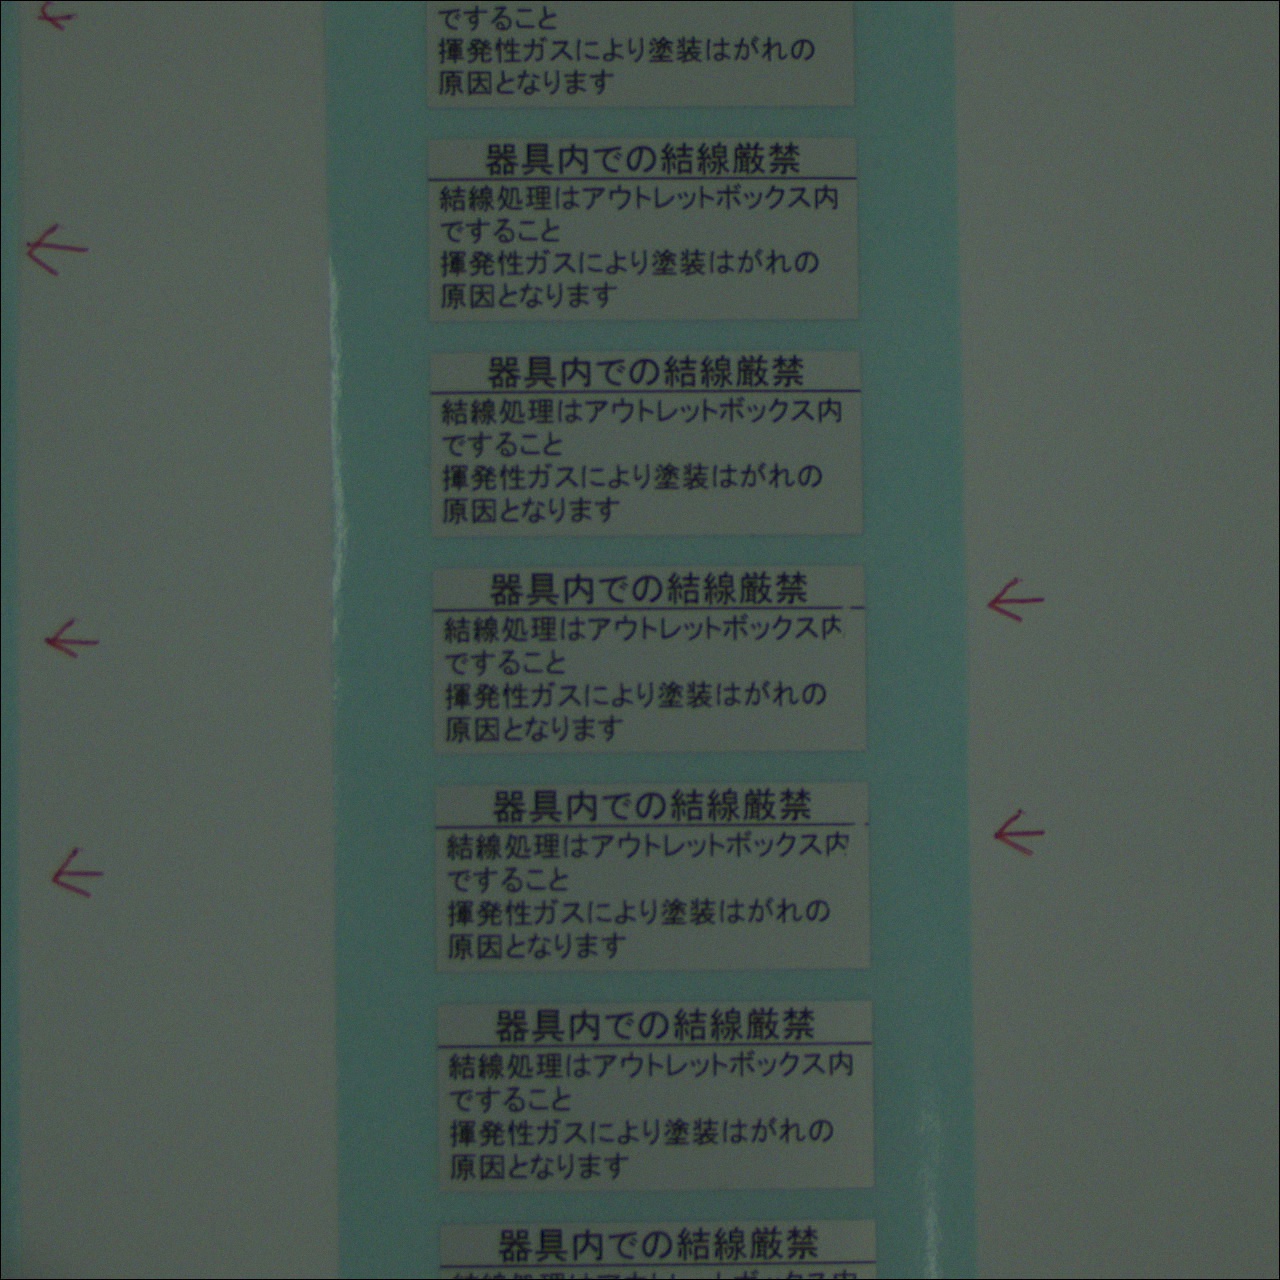 ですること
揮発性ガスにより塗装はがれの
原因となります
器具内での結線厳禁
結線処理はアウトレットボックス内
ですること
揮発性ガスにより塗装はがれの
原因となります
器具内での結線厳禁
結線処理はアウトレットボックス内
ですること
揮発性ガスにより塗装はがれの
原因となります
器具内での結線厳禁
結線処理はアウトレットボックス内
ですること
揮発性ガスにより塗装はがれの
原因となります
器具内での結線厳禁
結線処理はアウトレットボックス内
ですること
揮発性ガスにより塗装はがれの
原因となります
器具内での結線厳禁
結線処理はアウトレットボックス内
ですること
揮発性ガスにより塗装はがれの
原因となります
器具内での結線厳禁